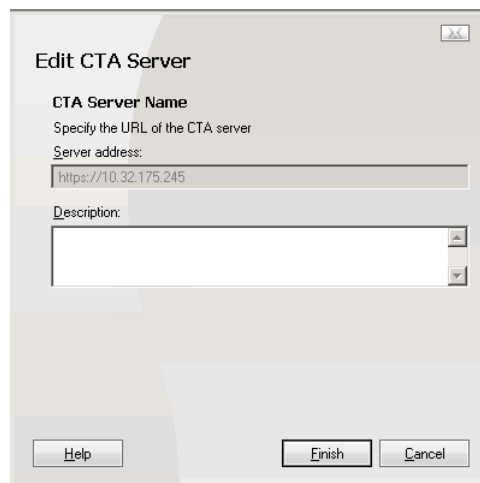 Edit CTA Server
CTA Server Name
Specify the URL of the CTA server
Server address:
https://10.32.175.245
Description:
Help
Finish
Cancel